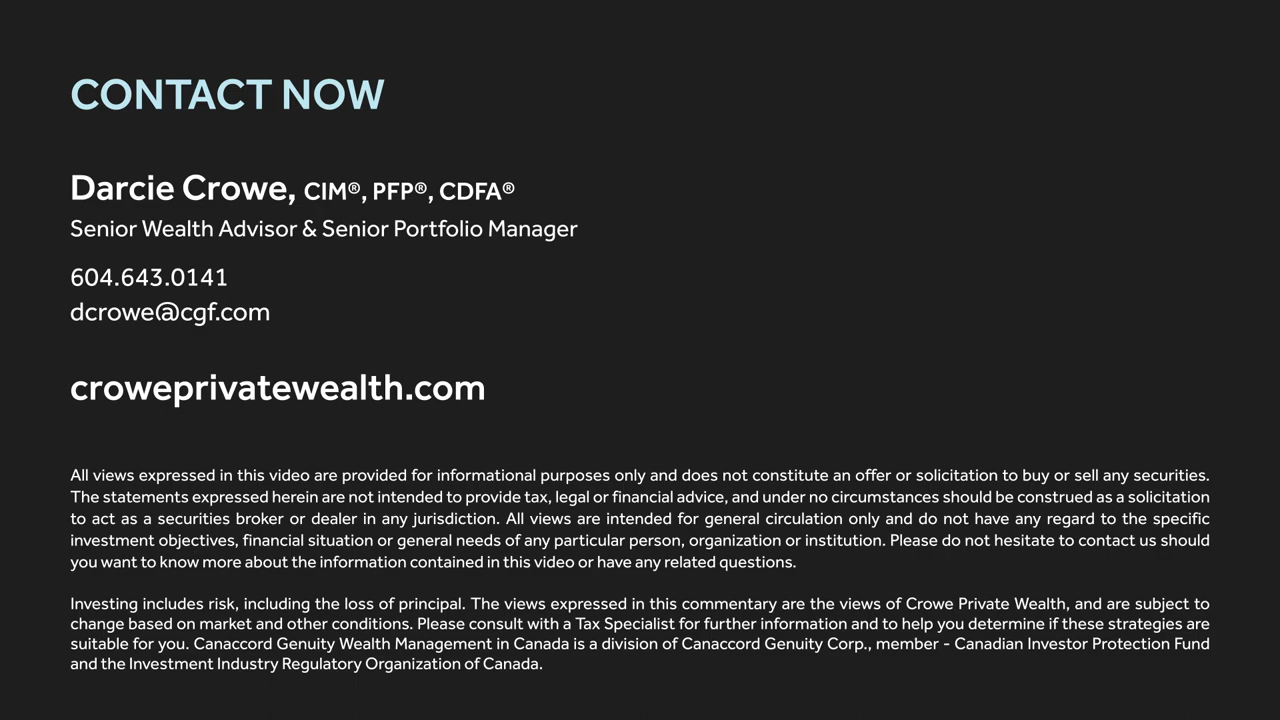 CONTACT NOW
Darcie Crowe, CIM®, PFP®, CDFA®
Senior Wealth Advisor & Senior Portfolio Manager
604.643.0141
dcrowe@cgf.com
croweprivatewealth.com
All views expressed in this video are provided for informational purposes only and does not constitute an offer or solicitation to buy or sell any securities.
The statements expressed herein are not intended to provide tax, legal or financial advice, and under no circumstances should be construed as a solicitation
to act as a securities broker or dealer in any jurisdiction. All views are intended for general circulation only and do not have any regard to the specific
investment objectives, financial situation or general needs of any particular person, organization or institution. Please do not hesitate to contact us should
you want to know more about the information contained in this video or have any related questions.
Investing includes risk, including the loss of principal. The views expressed in this commentary are the views of Crowe Private Wealth, and are subject to
change based on market and other conditions. Please consult with a Tax Specialist for further information and to help you determine if these strategies are
suitable for you. Canaccord Genuity Wealth Management in Canada is a division of Canaccord Genuity Corp., member - Canadian Investor Protection Fund
and the Investment Industry Regulatory Organization of Canada.